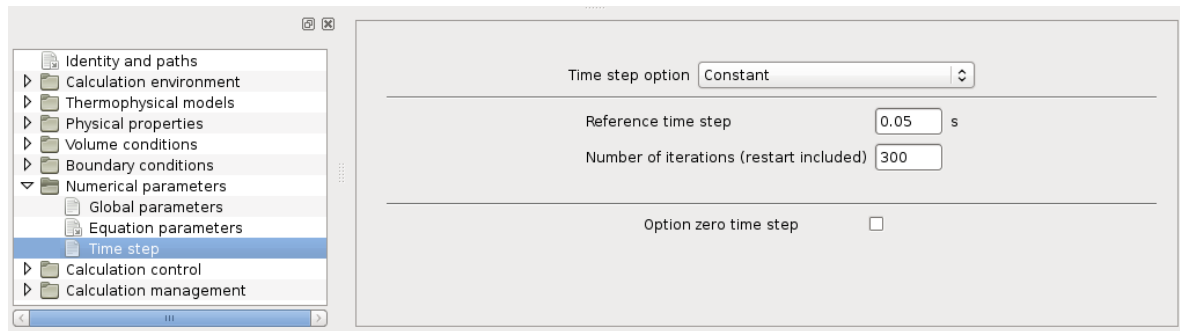 Identity and paths
Calculation environment
Thermophysical models
Physical properties
Volume conditions
Boundary conditions
Numerical parameters
Global parameters
Equation parameters
Time step
Calculation control
Calculation management
Time step option Constant
Reference time step 0.05 s
Number of iterations (restart included) 300
Option zero time step